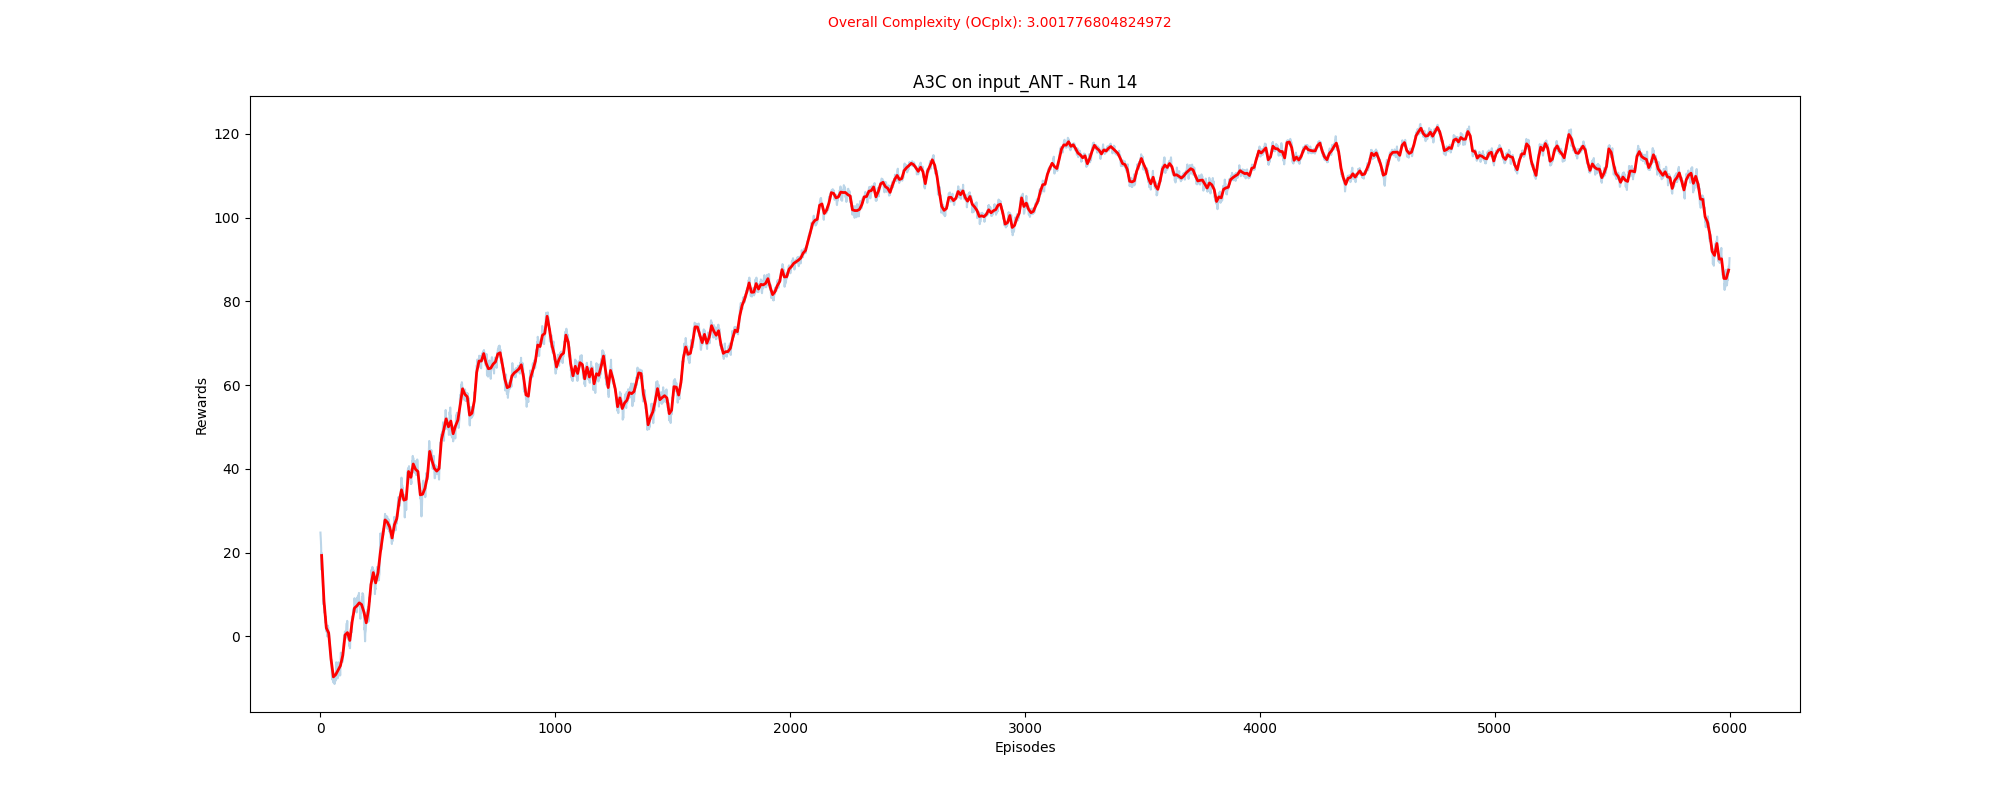 Overall Complexity (OCplx): 3.001776804824972
A3C on input_ANT - Run 14
120
100
80
60
40
20
0
Rewards
0 1000 2000 3000 4000 5000 6000
Episodes